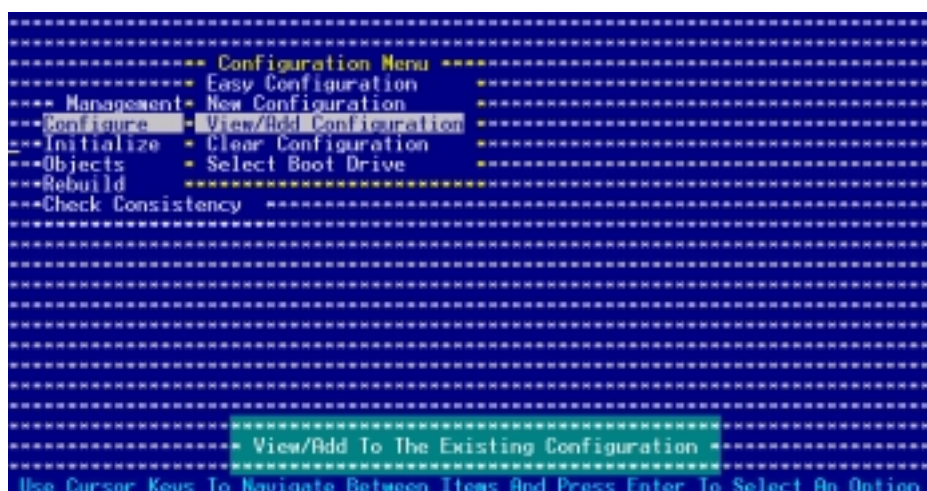 Configuration Menu
Easy Configuration
Management
New Configuration
Configure
View/Add Configuration
Initialize
Clear Configuration
Objects
Select Boot Drive
Rebuild
Check Consistency
View/Add To The Existing Configuration
Use Cursor Keys To Navigate Between Items And Press Enter To Select An Option